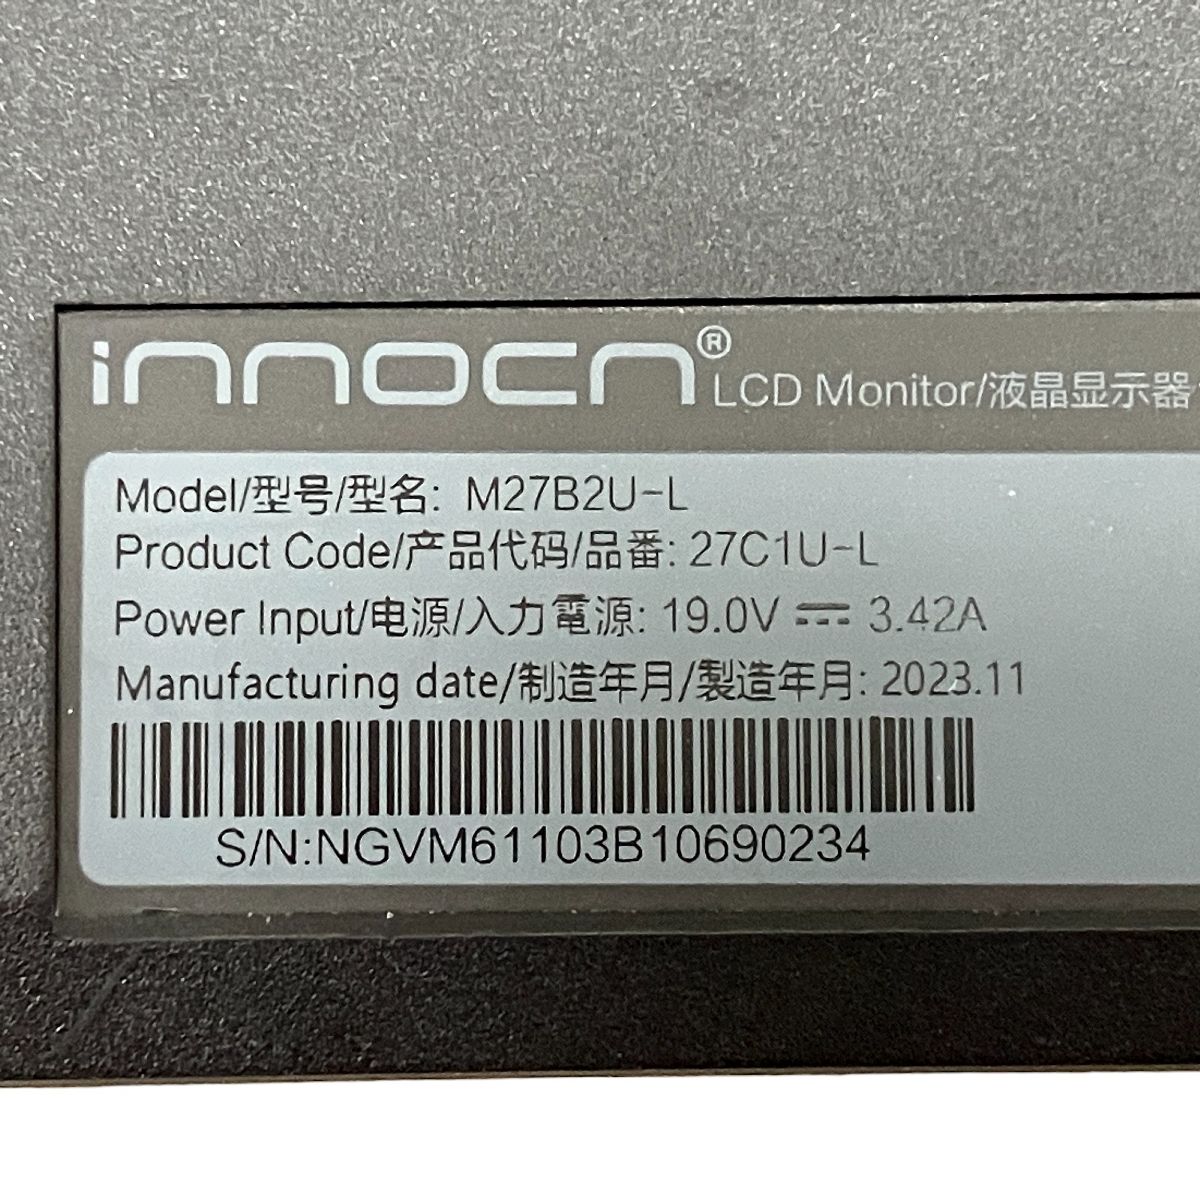 innocn® LCD Monitor/液晶显示器
Model/型号/型名: M27B2U-L
Product Code/产品代码/品番: 27C1U-L
Power Input/电源/入力電源: 19.0V ⎓ 3.42A
Manufacturing date/制造年月/製造年月: 2023.11
S/N:NGVM61103B10690234